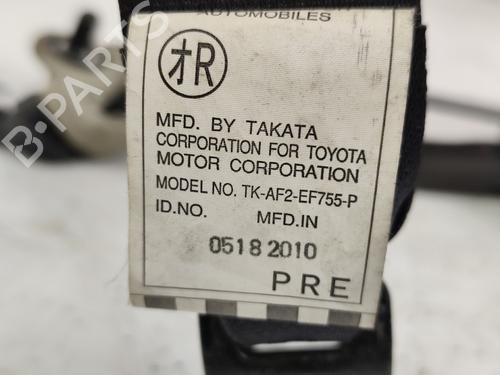 AUTOMOBILES
オR
MFD. BY TAKATA
CORPORATION FOR TOYOTA
MOTOR CORPORATION
MODEL NO. TK-AF2-EF755-P
ID.NO. MFD.IN
0518 2010
PRE
B-PARTS